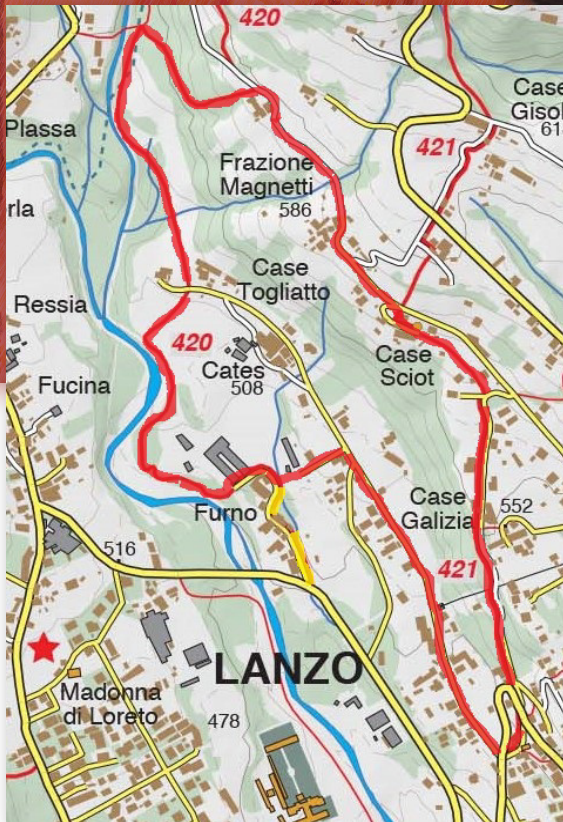 420
Case
Gisol
Plassa
421
Frazione
Magnetti
586
rla
Case
Togliatto
Ressia
420
Cates
508
Case
Sciot
Fucina
Furno
Case
Galizia
552
516
421
LANZO
Madonna
di Loreto
478